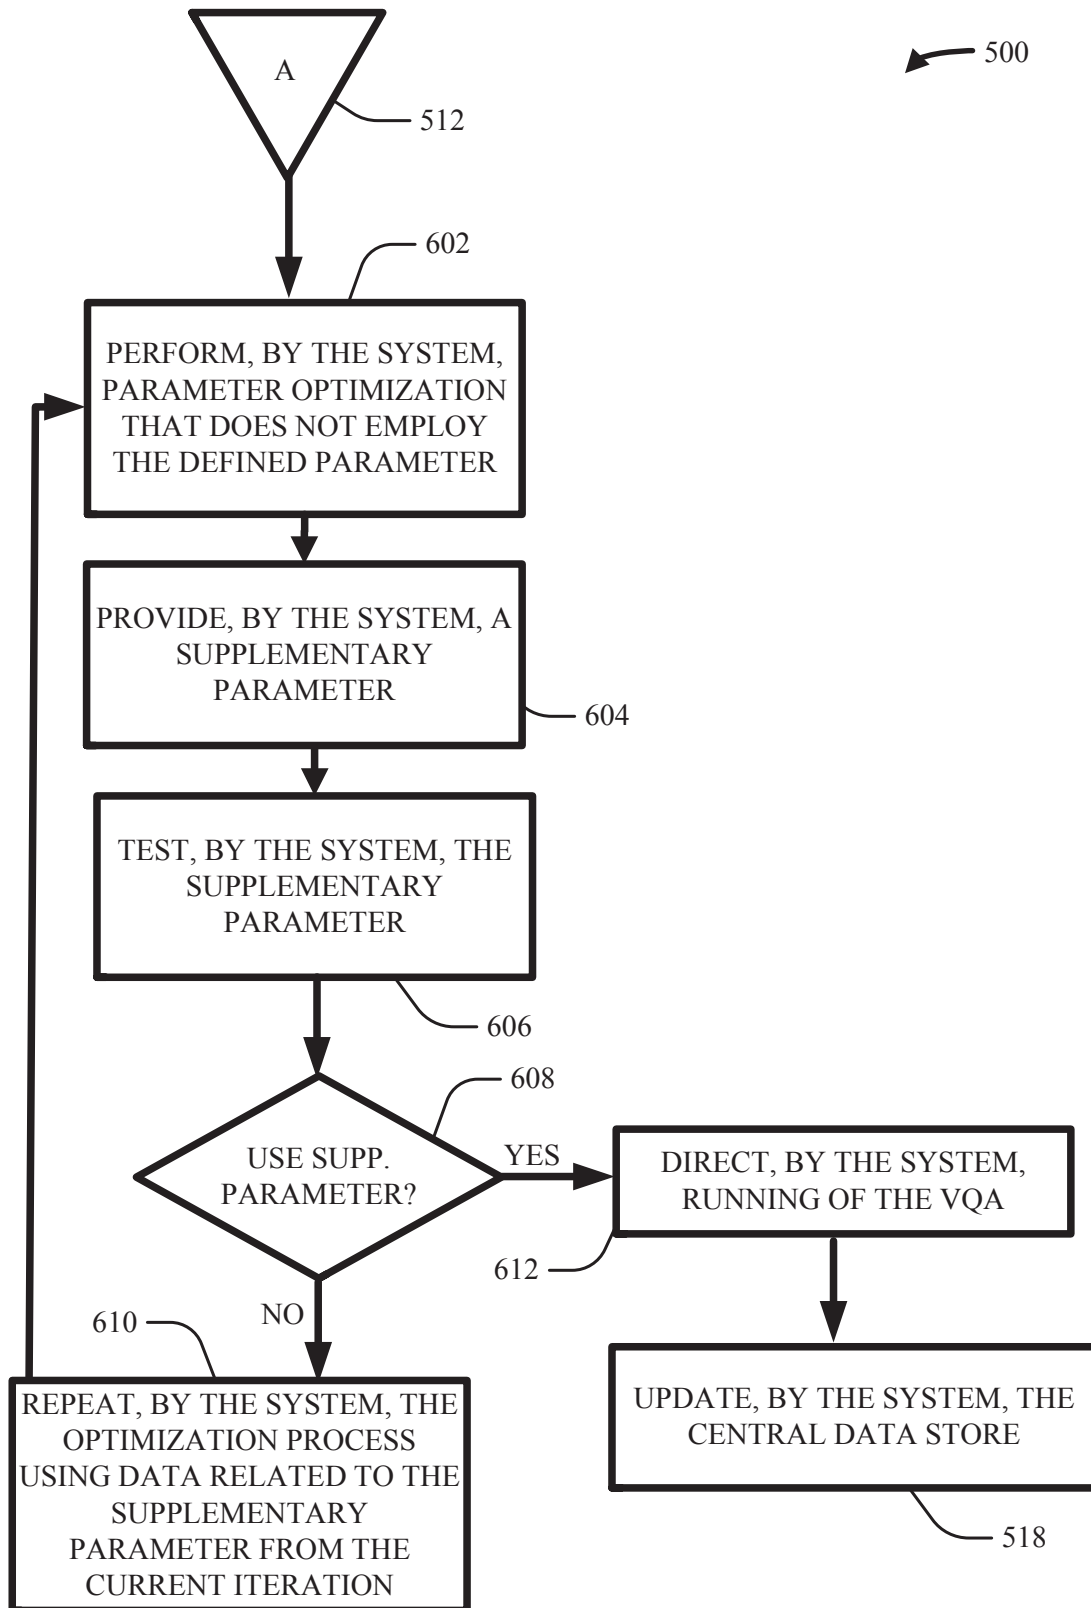 A
500
512
602
PERFORM, BY THE SYSTEM,
PARAMETER OPTIMIZATION
THAT DOES NOT EMPLOY
THE DEFINED PARAMETER
PROVIDE, BY THE SYSTEM, A
SUPPLEMENTARY
PARAMETER
604
TEST, BY THE SYSTEM, THE
SUPPLEMENTARY
PARAMETER
606
608
USE SUPP.
PARAMETER?
YES
DIRECT, BY THE SYSTEM,
RUNNING OF THE VQA
612
NO
610
REPEAT, BY THE SYSTEM, THE
OPTIMIZATION PROCESS
USING DATA RELATED TO THE
SUPPLEMENTARY
PARAMETER FROM THE
CURRENT ITERATION
UPDATE, BY THE SYSTEM, THE
CENTRAL DATA STORE
518